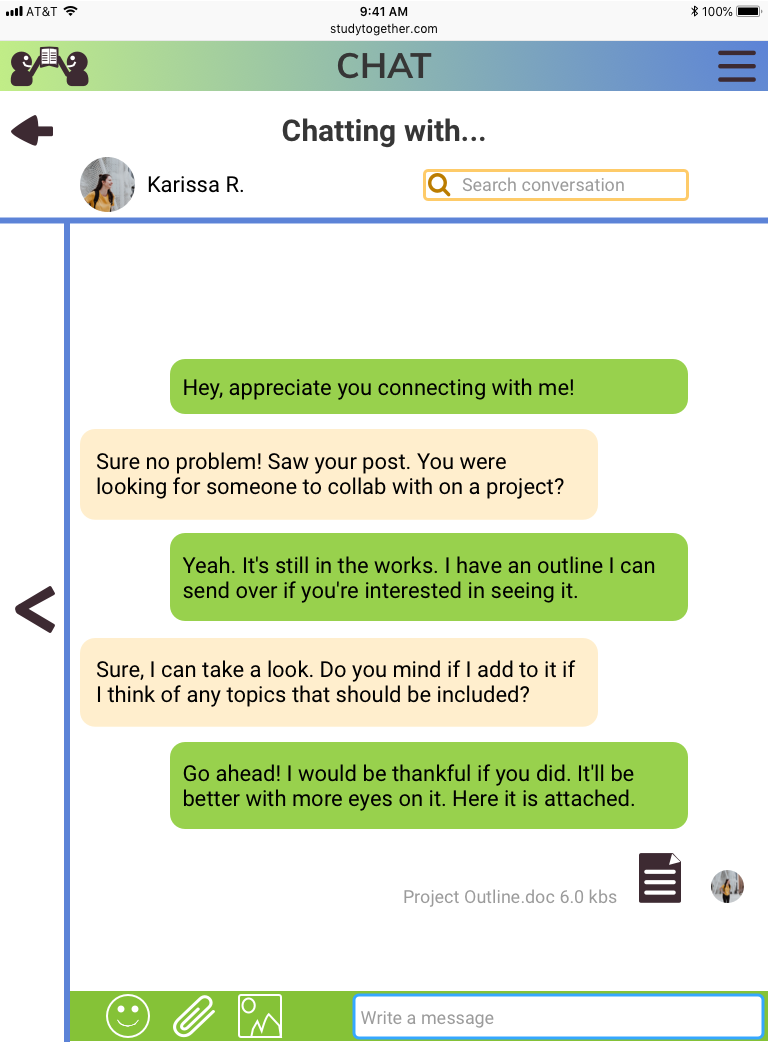 AT&T 9:41 AM 100%
studytogether.com
CHAT
Chatting with...
Karissa R. Search conversation
Hey, appreciate you connecting with me!
Sure no problem! Saw your post. You were
looking for someone to collab with on a project?
Yeah. It's still in the works. I have an outline I can
send over if you're interested in seeing it.
Sure, I can take a look. Do you mind if I add to it if
I think of any topics that should be included?
Go ahead! I would be thankful if you did. It'll be
better with more eyes on it. Here it is attached.
Project Outline.doc 6.0 kbs
Write a message